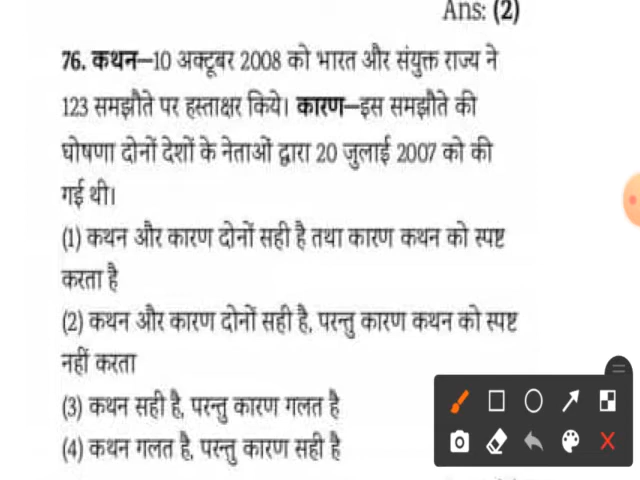 Ans: (2)
76. कथन–10 अक्टूबर 2008 को भारत और संयुक्त राज्य ने
123 समझौते पर हस्ताक्षर किये। कारण–इस समझौते की
घोषणा दोनों देशों के नेताओं द्वारा 20 जुलाई 2007 को की
गई थी।
(1) कथन और कारण दोनों सही है तथा कारण कथन को स्पष्ट
करता है
(2) कथन और कारण दोनों सही है, परन्तु कारण कथन को स्पष्ट
नहीं करता
(3) कथन सही है, परन्तु कारण गलत है
(4) कथन गलत है, परन्तु कारण सही है